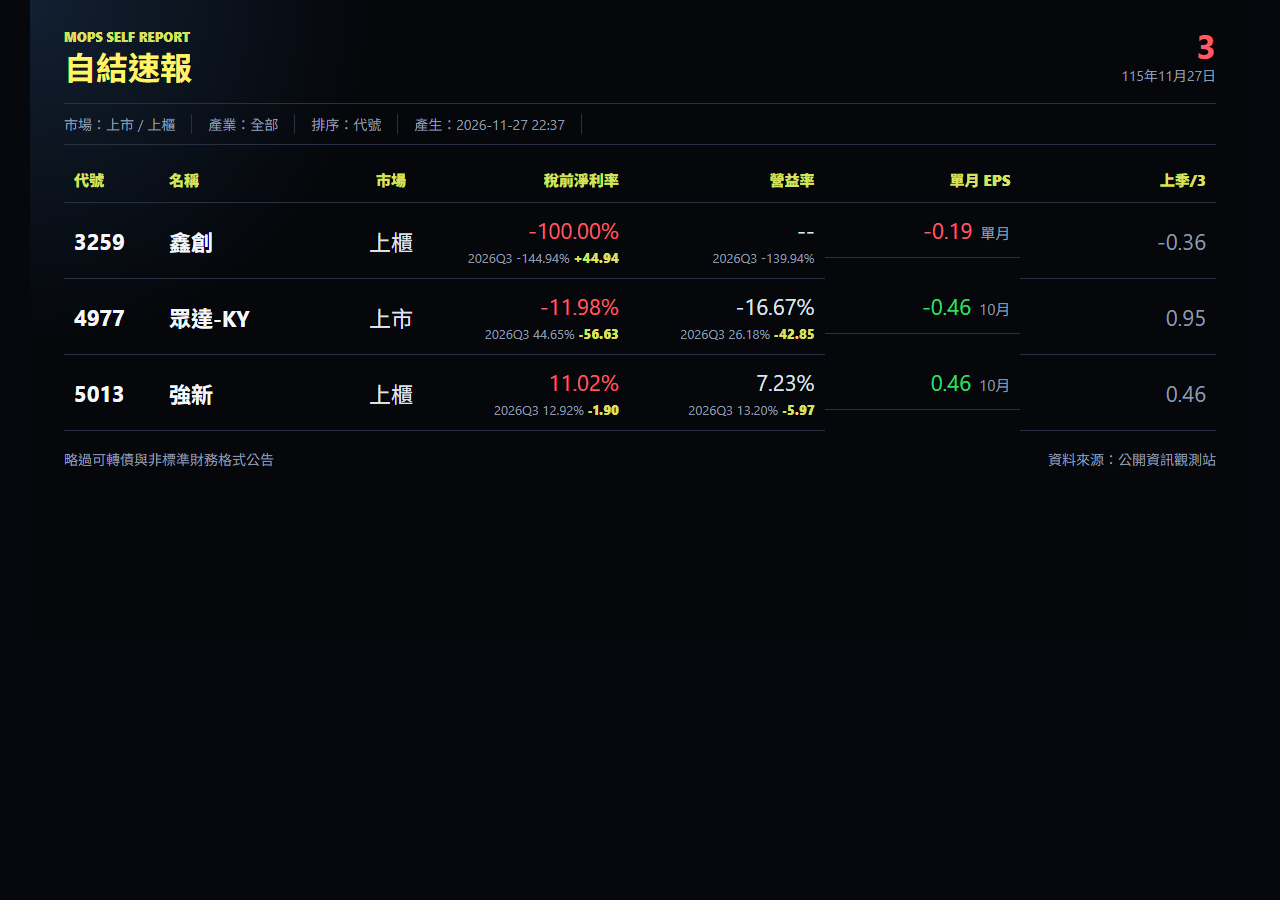 MOPS SELF REPORT
自結速報
3
115年11月27日
市場：上市 / 上櫃 產業：全部 排序：代號 產生：2026-11-27 22:37
代號 名稱 市場 稅前淨利率 營益率 單月 EPS 上季/3
3259 鑫創 上櫃 -100.00% -- -0.19 單月 -0.36
2026Q3 -144.94% +44.94 2026Q3 -139.94%
4977 眾達-KY 上市 -11.98% -16.67% -0.46 10月 0.95
2026Q3 44.65% -56.63 2026Q3 26.18% -42.85
5013 強新 上櫃 11.02% 7.23% 0.46 10月 0.46
2026Q3 12.92% -1.90 2026Q3 13.20% -5.97
略過可轉債與非標準財務格式公告 資料來源：公開資訊觀測站